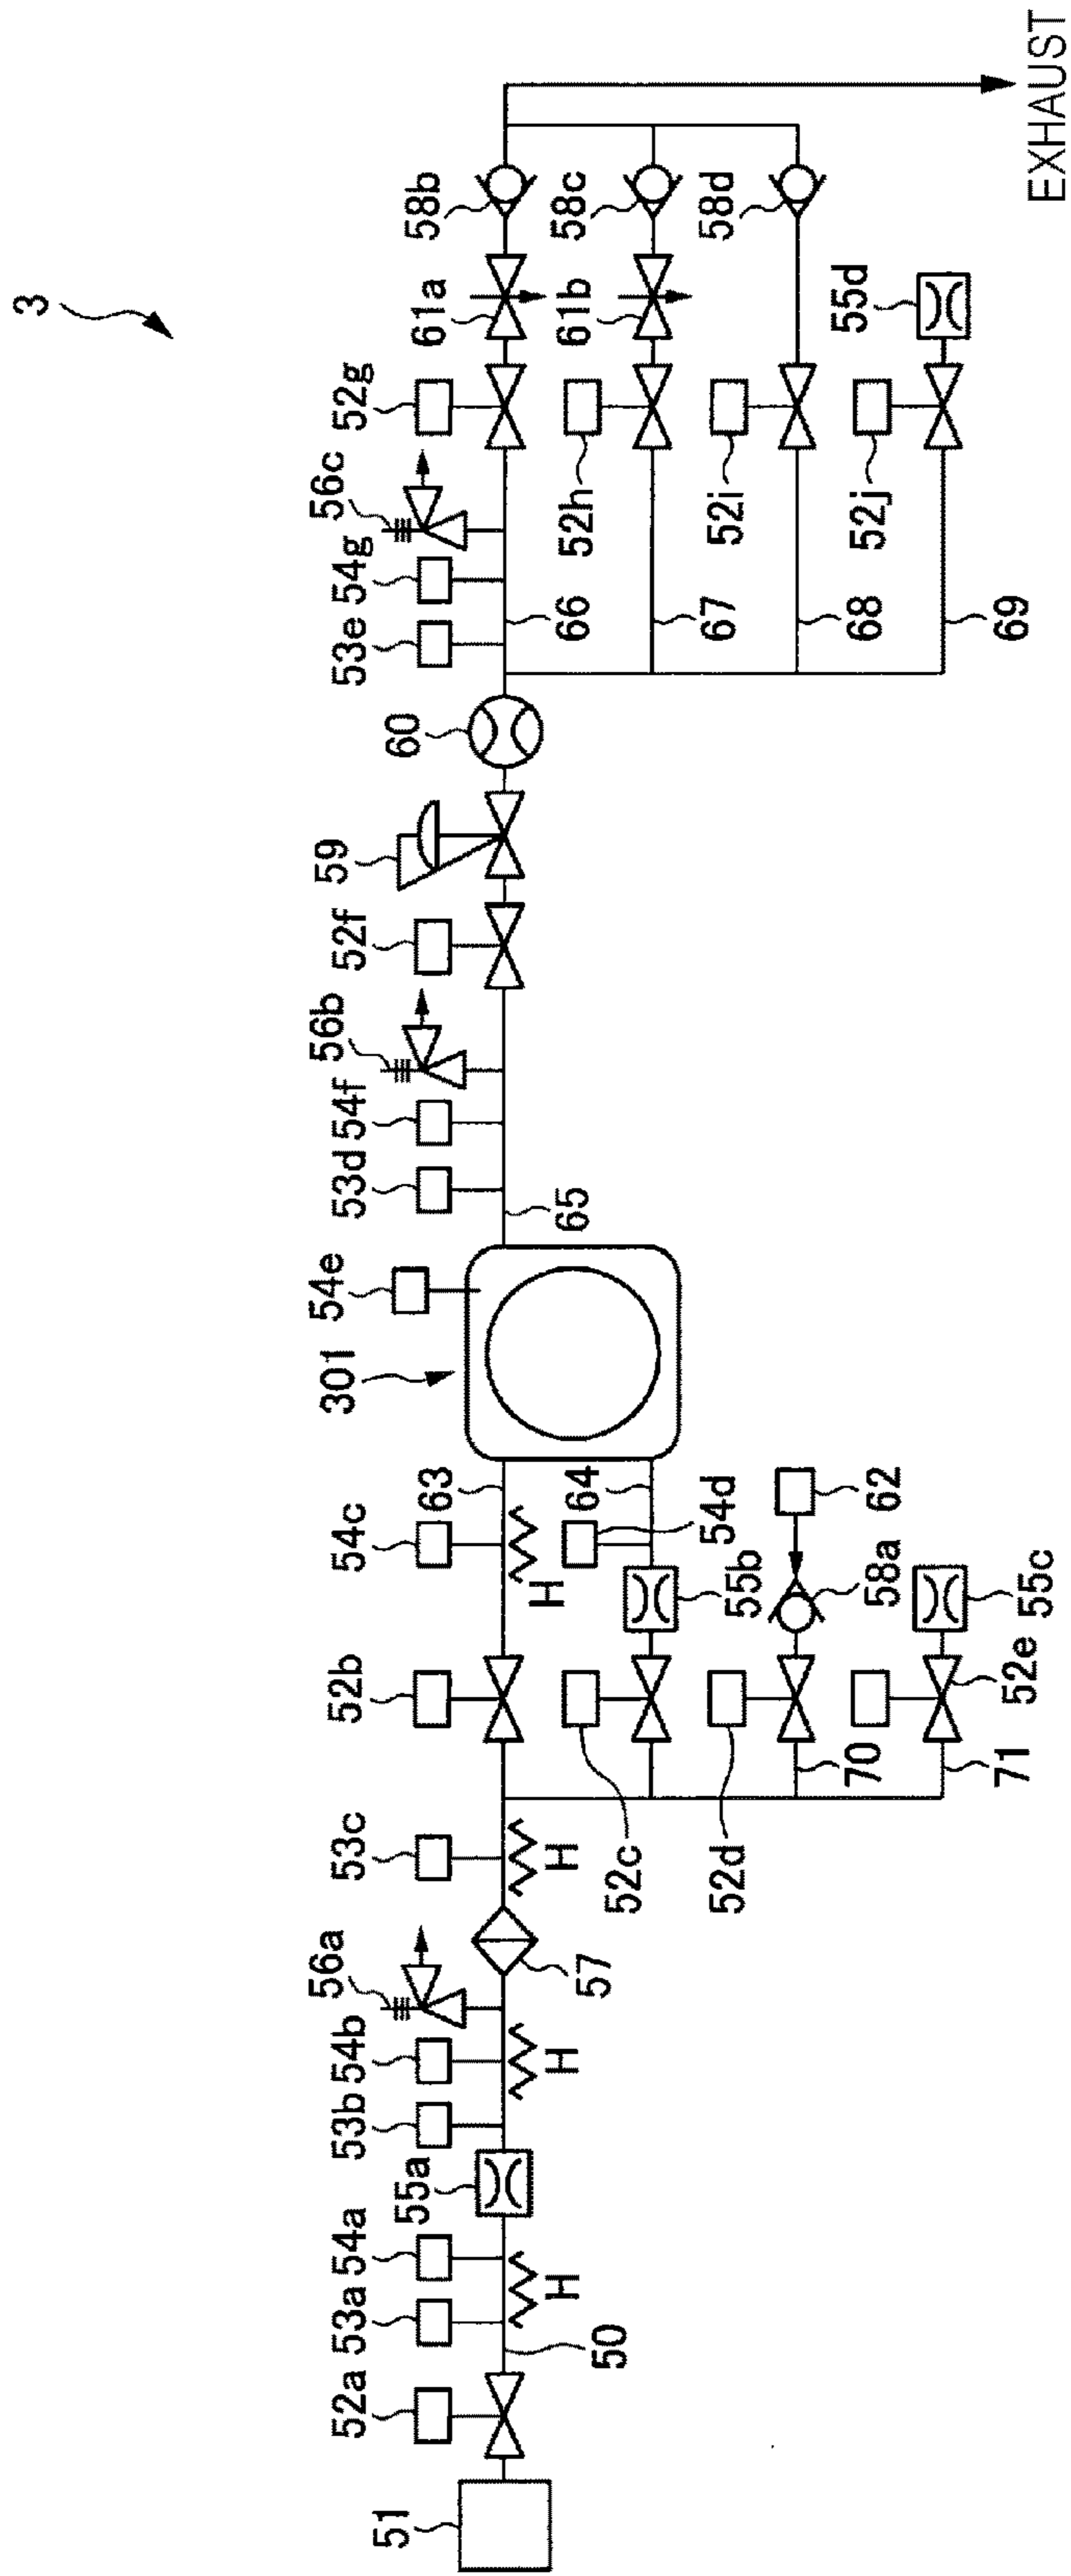 3
51
52a
53a
54a
50
H
55a
53b
54b
H
56a
57
53c
H
52b
54c
63
H
52c
54d
64
55b
52d
70
58a
62
71
52e
55c
301
54e
65
53d
54f
56b
52f
59
60
53e
54g
56c
52g
61a
58b
66
67
52h
61b
58c
68
52i
58d
69
52j
55d
EXHAUST